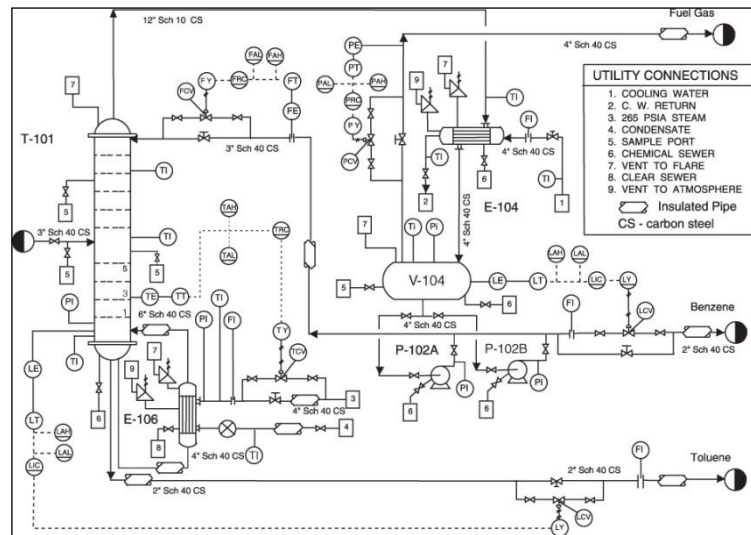 12" Sch 10 CS
Fuel Gas
4" Sch 40 CS
FAL
FAH
FY
FRC
FT
FCV
FE
7
T-101
3" Sch 40 CS
PE
PT
PAL
PAH
PRC
PY
PCV
9
7
TI
FI
4" Sch 40 CS
6
TI
2
1
E-104
4" Sch 40 CS
UTILITY CONNECTIONS
1. COOLING WATER
2. C. W. RETURN
3. 265 PSIA STEAM
4. CONDENSATE
5. SAMPLE PORT
6. CHEMICAL SEWER
7. VENT TO FLARE
8. CLEAR SEWER
9. VENT TO ATMOSPHERE
Insulated Pipe
CS - carbon steel
TI
5
3" Sch 40 CS
TI
5
5
5
3
1
TAH
TAL
TRC
TE
TT
PI
6" Sch 40 CS
TI
7
TI
PI
V-104
5
6
LE
LT
LAH
LAL
LIC
LY
LCV
FI
Benzene
2" Sch 40 CS
4" Sch 40 CS
P-102A
P-102B
PI
PI
6
6
LE
TI
6
LT
LAH
LAL
LIC
9
7
E-106
8
PI
TI
FI
TY
TCV
4" Sch 40 CS
3
4
TI
4" Sch 40 CS
2" Sch 40 CS
2" Sch 40 CS
FI
Toluene
LY
LCV